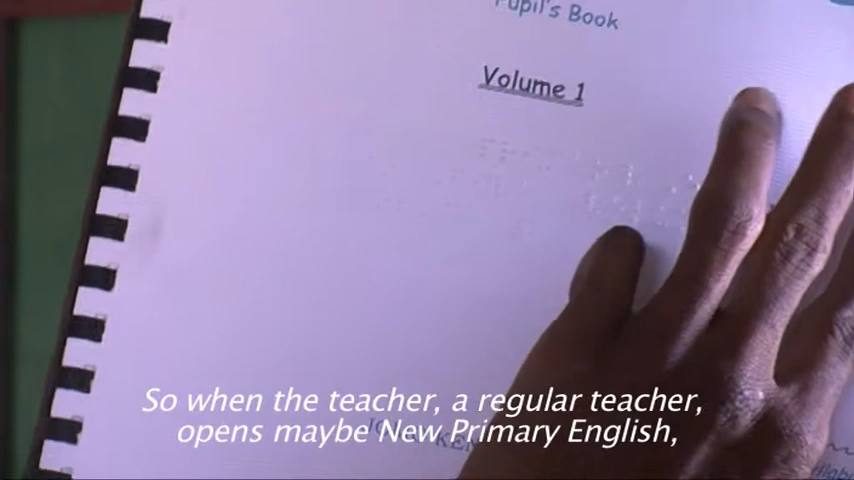 Pupil's Book
Volume 1
So when the teacher, a regular teacher,
opens maybe New Primary English,